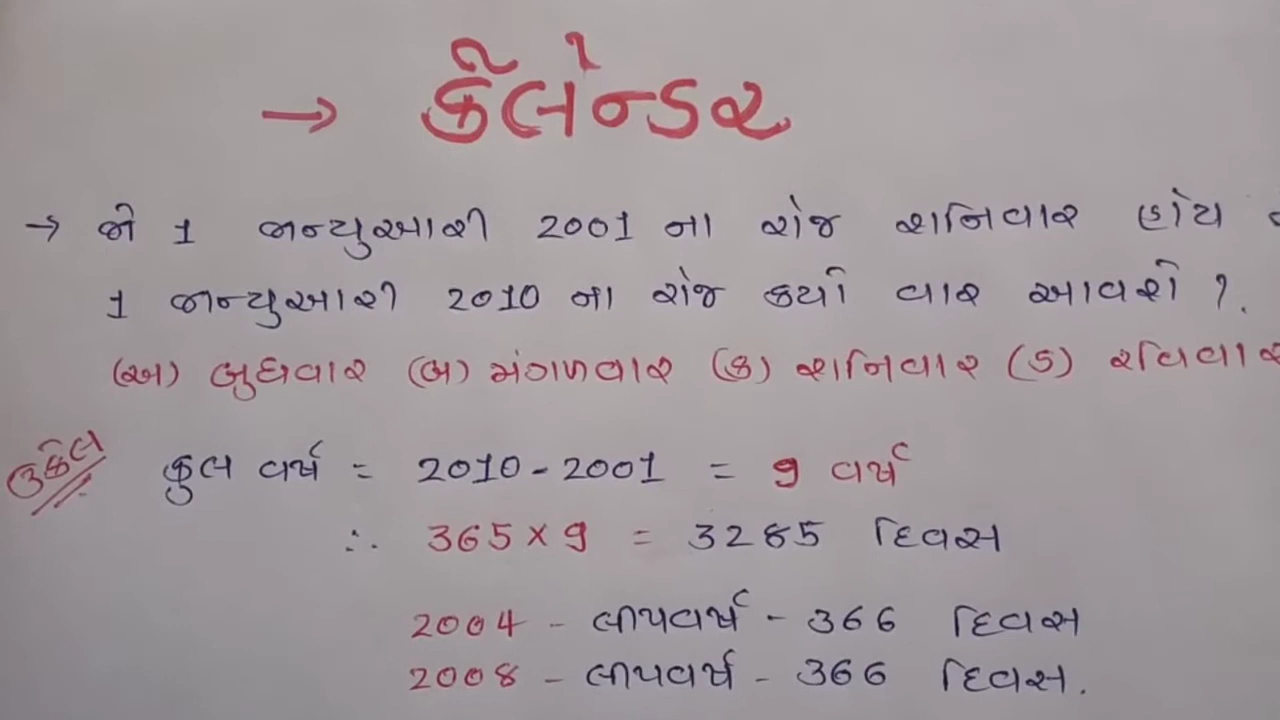 → કૅલેન્ડર
→ જો 1 જાન્યુઆરી 2001 ના રોજ શનિવાર હોય
1 જાન્યુઆરી 2010 ના રોજ કયો વાર આવશે ?
(અ) બુધવાર (બ) મંગળવાર (ક) શનિવાર (ડ) રવિવાર
ઉકેલ કુલ વર્ષ = 2010 - 2001 = 9 વર્ષ
∴ 365 × 9 = 3285 દિવસ
2004 - લીપવર્ષ - 366 દિવસ
2008 - લીપવર્ષ - 366 દિવસ.